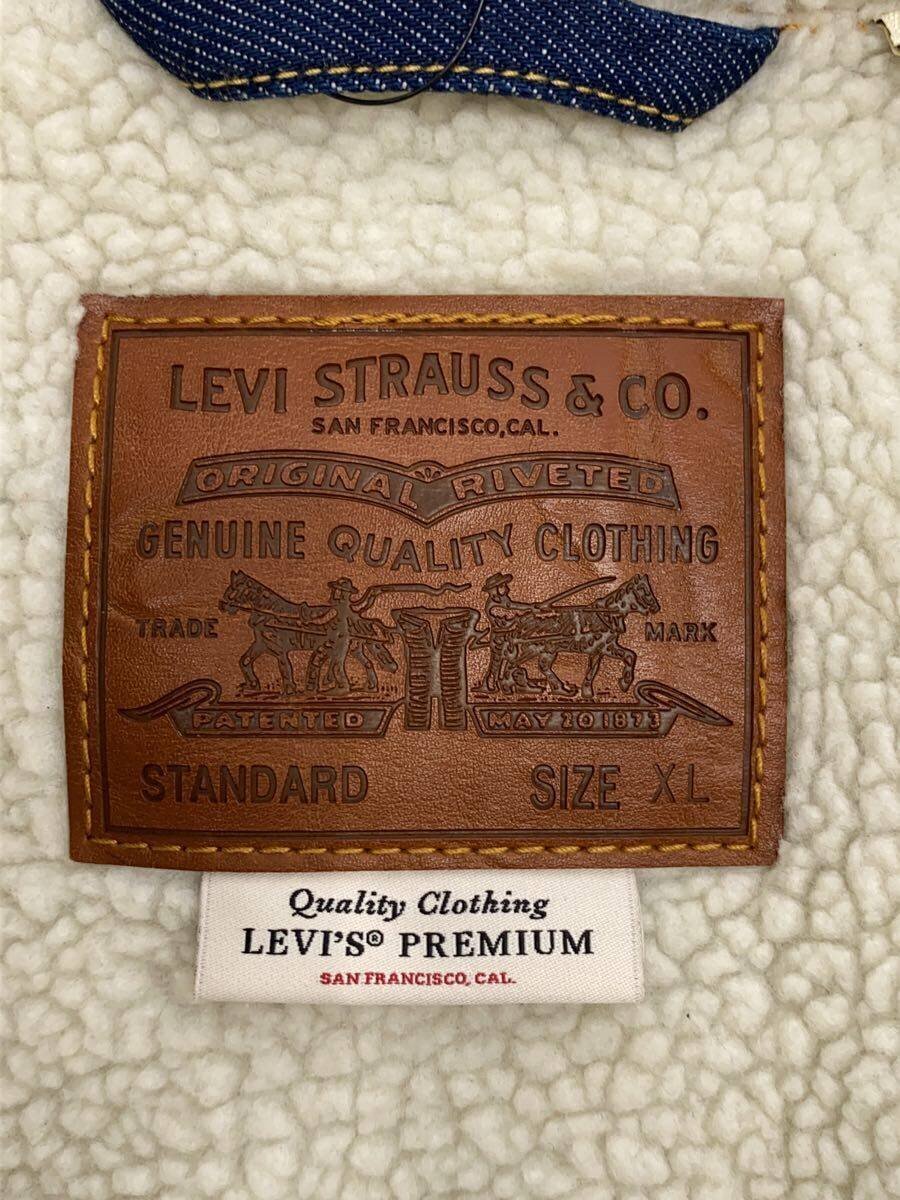 LEVI STRAUSS & CO.
SAN FRANCISCO, CAL.
ORIGINAL RIVETED
GENUINE QUALITY CLOTHING
TRADE MARK
PATENTED MAY 20 1873
STANDARD SIZE XL
Quality Clothing
LEVI'S® PREMIUM
SAN FRANCISCO, CAL.